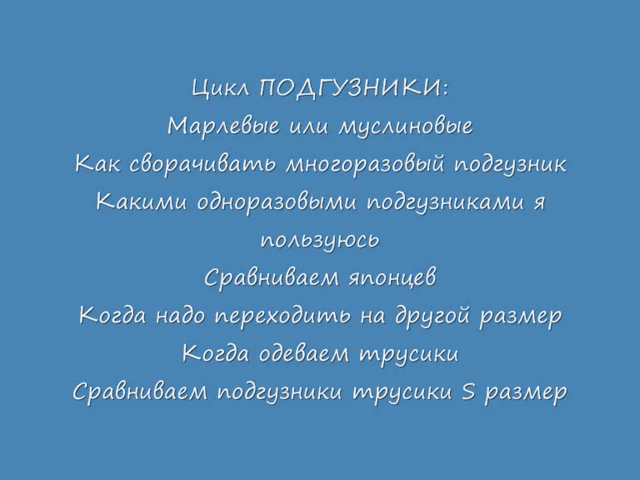 Цикл ПОДГУЗНИКИ:
Марлевые или муслиновые
Как сворачивать многоразовый подгузник
Какими одноразовыми подгузниками я
пользуюсь
Сравниваем японцев
Когда надо переходить на другой размер
Когда одеваем трусики
Сравниваем подгузники трусики S размер